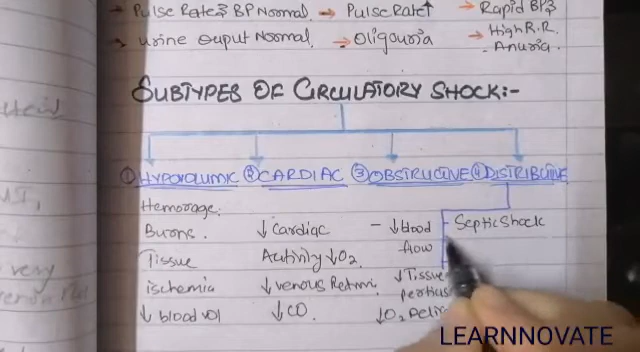 → Pulse Rate & BP Normal → Pulse Rate↑ → Rapid BP &
→ Urine Ouput Normal → Oligouria → High R.R.
- Anuria
SUBTYPES OF CIRCULATORY SHOCK:-
① HYPOVOLUMIC ② CARDIAC ③ OBSTRUCTIVE ④ DISTRIBUTIVE
Hemorage:
Burns. ↓ Cardiac - ↓ blood - Septic Shock
Tissue Activity ↓O₂. flow
ischemia ↓ venous Return. ↓ Tissue
↓ blood vol ↓ CO. ↓O₂
LEARNNOVATE